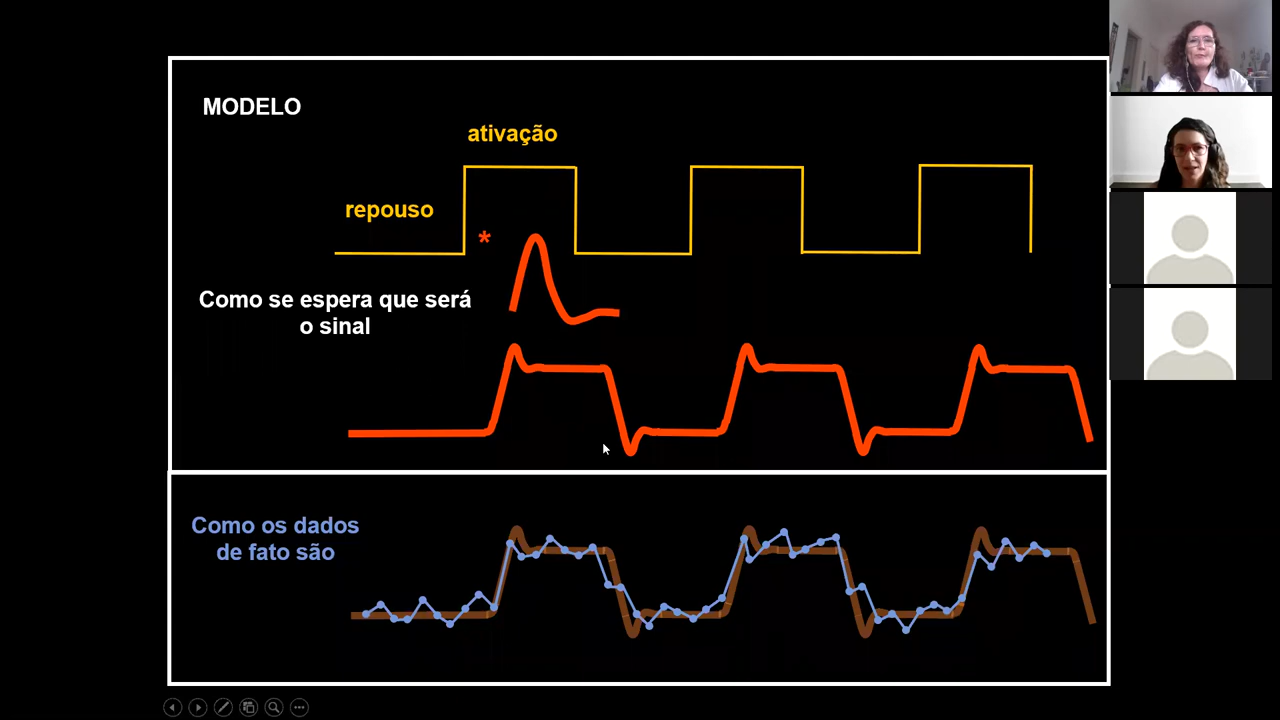 MODELO
ativação
repouso
*
Como se espera que será
o sinal
Como os dados
de fato são